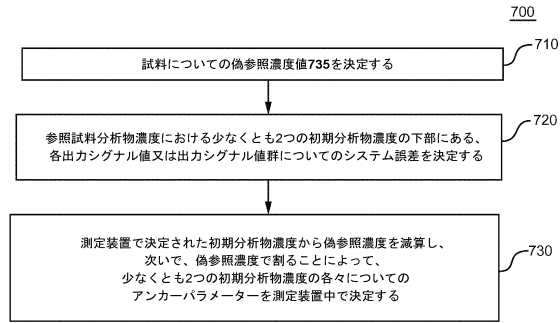 700
試料についての偽参照濃度値735を決定する
710
参照試料分析物濃度における少なくとも2つの初期分析物濃度の下部にある、
各出力シグナル値又は出力シグナル値群についてのシステム誤差を決定する
720
測定装置で決定された初期分析物濃度から偽参照濃度を減算し、
次いで、偽参照濃度で割ることによって、
少なくとも2つの初期分析物濃度の各々についての
アンカーパラメーターを測定装置中で決定する
730